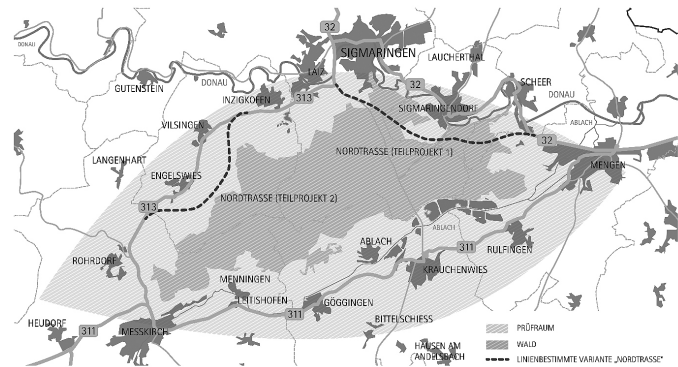 32
SIGMARINGEN
DONAU
LAUCHERTHAL
LAIZ
GUTENSTEIN
DONAU
32
SCHEER
INZIGKOFEN
313
SIGMARINGENDORF
DONAU
VILSINGEN
ABLACH
32
LANGENHART
NORDTRASSE (TEILPROJEKT 1)
MENGEN
ENGELSWIES
NORDTRASSE (TEILPROJEKT 2)
313
ABLACH
ABLACH
311
RULFINGEN
ROHRDORF
KRAUCHENWIES
MENNINGEN
LEITISHOFEN
GÖGGINGEN
311
BITTELSCHIESS
HEUDORF
311
MESSKIRCH
HAUSEN AM
ANDELSBACH
PRÜFRAUM
WALD
LINIENBESTIMMTE VARIANTE „NORDTRASSE"